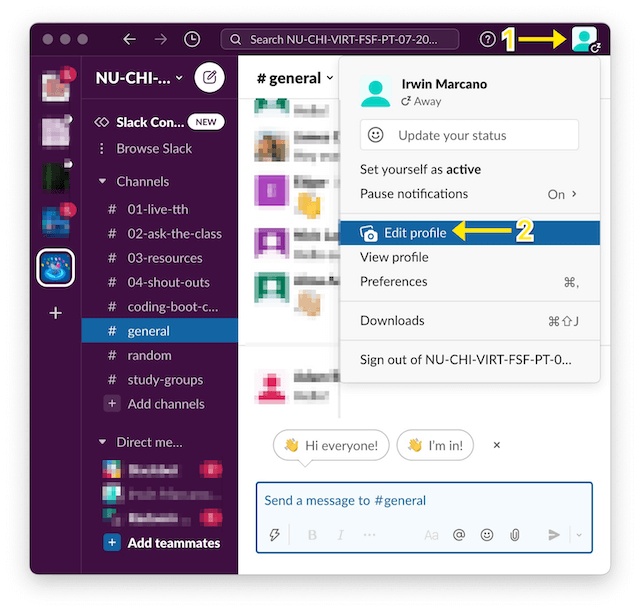 Search NU-CHI-VIRT-FSF-PT-07-20...
1
NU-CHI-...
# general
Irwin Marcano
Away
Slack Con...
NEW
Update your status
Browse Slack
Set yourself as active
Channels
Pause notifications
On
# 01-live-tth
# 02-ask-the-class
Edit profile
2
# 03-resources
View profile
# 04-shout-outs
Preferences
⌘,
# coding-boot-c...
Downloads
⌘⇧J
# general
# random
Sign out of NU-CHI-VIRT-FSF-PT-0...
# study-groups
+ Add channels
Direct me...
👋 Hi everyone!
👋 I'm in!
Send a message to #general
B I
Aa @
+ Add teammates